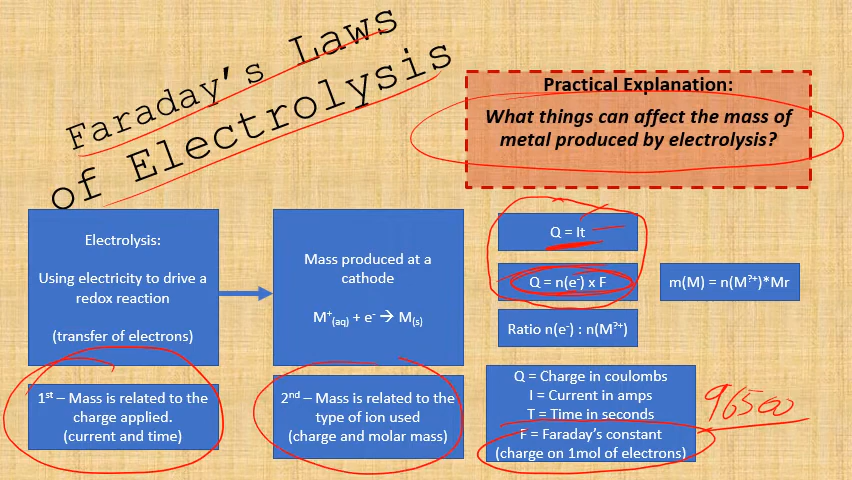 Faraday's Laws
of Electrolysis
Practical Explanation:
What things can affect the mass of
metal produced by electrolysis?
Electrolysis:
Using electricity to drive a
redox reaction
(transfer of electrons)
Mass produced at a
cathode
M⁺(aq) + e⁻ → M(s)
Q = It
Q = n(e⁻) x F
m(M) = n(M?⁺)*Mr
Ratio n(e⁻) : n(M?⁺)
1st – Mass is related to the
charge applied.
(current and time)
2nd – Mass is related to the
type of ion used
(charge and molar mass)
Q = Charge in coulombs
I = Current in amps
T = Time in seconds
F = Faraday's constant
(charge on 1mol of electrons)
96500